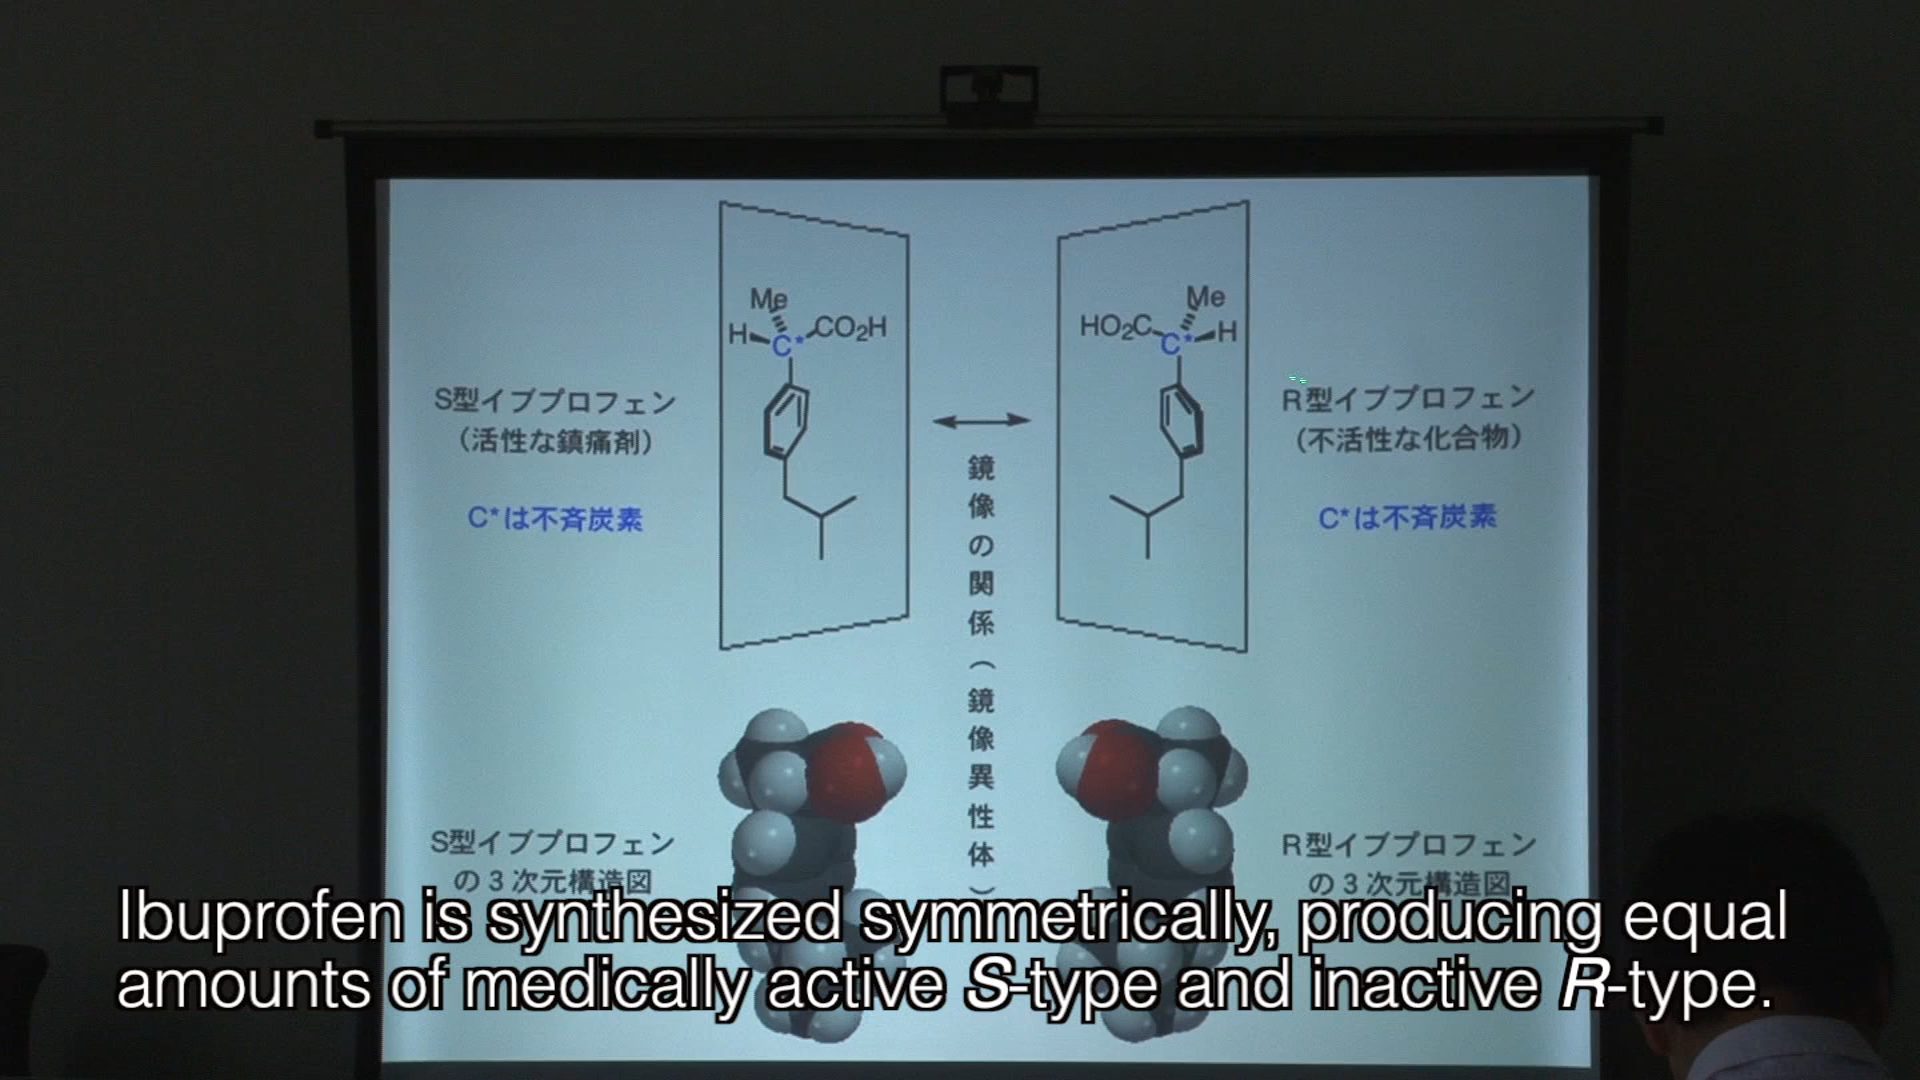 Me
H
C*
CO2H
HO2C
Me
C*
H
S型イブプロフェン
(活性な鎮痛剤)
C*は不斉炭素
R型イブプロフェン
(不活性な化合物)
C*は不斉炭素
鏡像の関係(鏡像異性体)
S型イブプロフェン
の3次元構造図
R型イブプロフェン
の3次元構造図
Ibuprofen is synthesized symmetrically, producing equal
amounts of medically active S-type and inactive R-type.